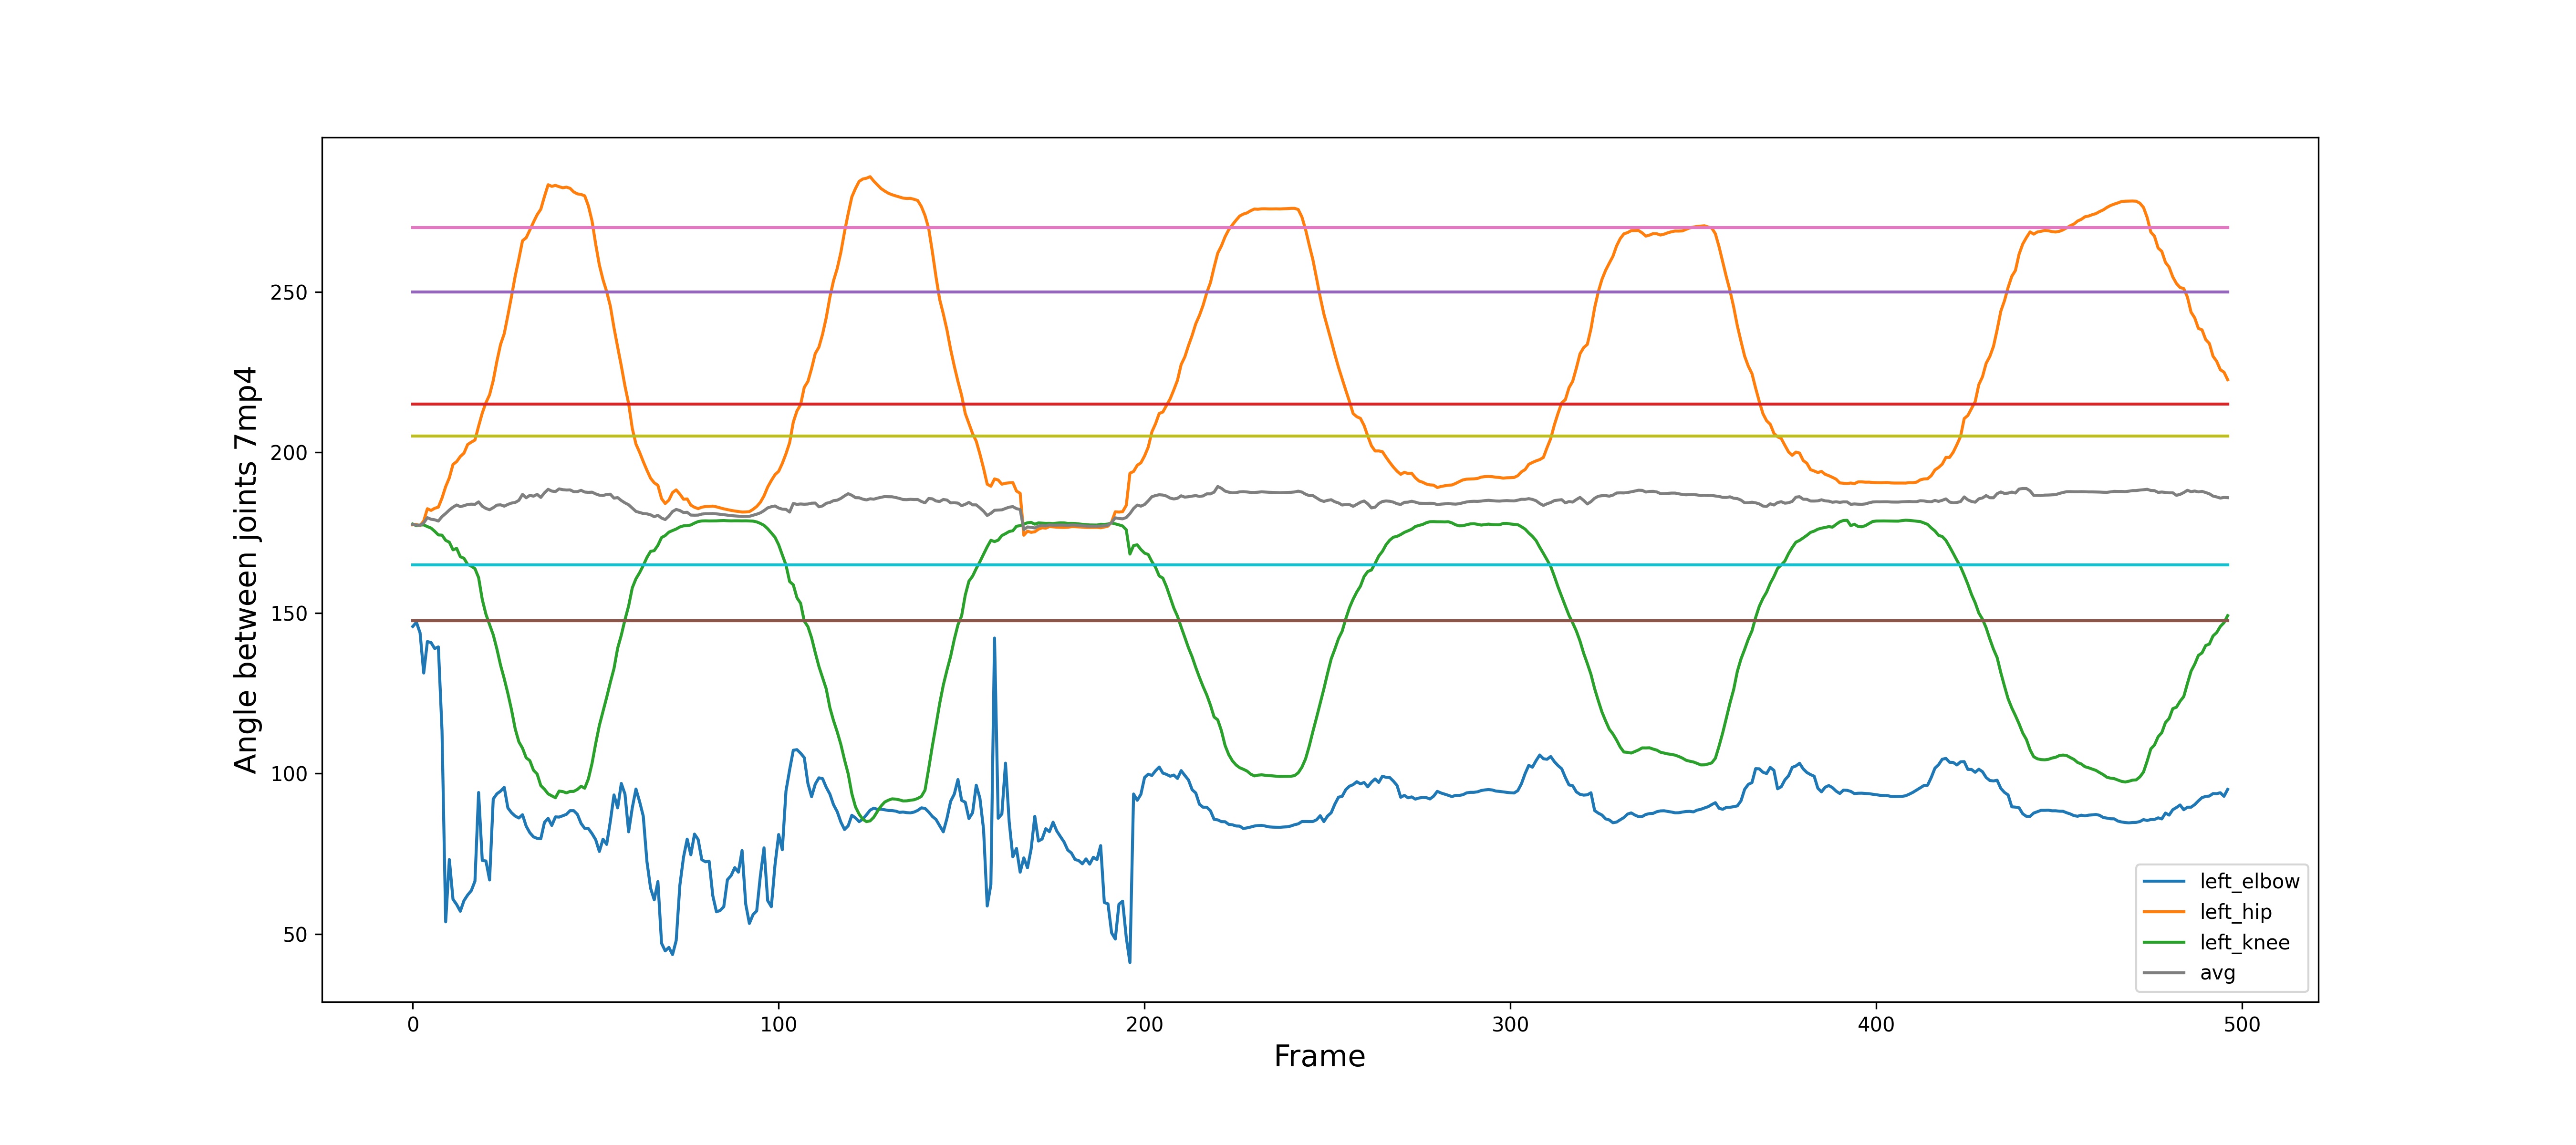 Angle between joints 7mp4
250
200
150
100
50
0 100 200 300 400 500
Frame
left_elbow
left_hip
left_knee
avg